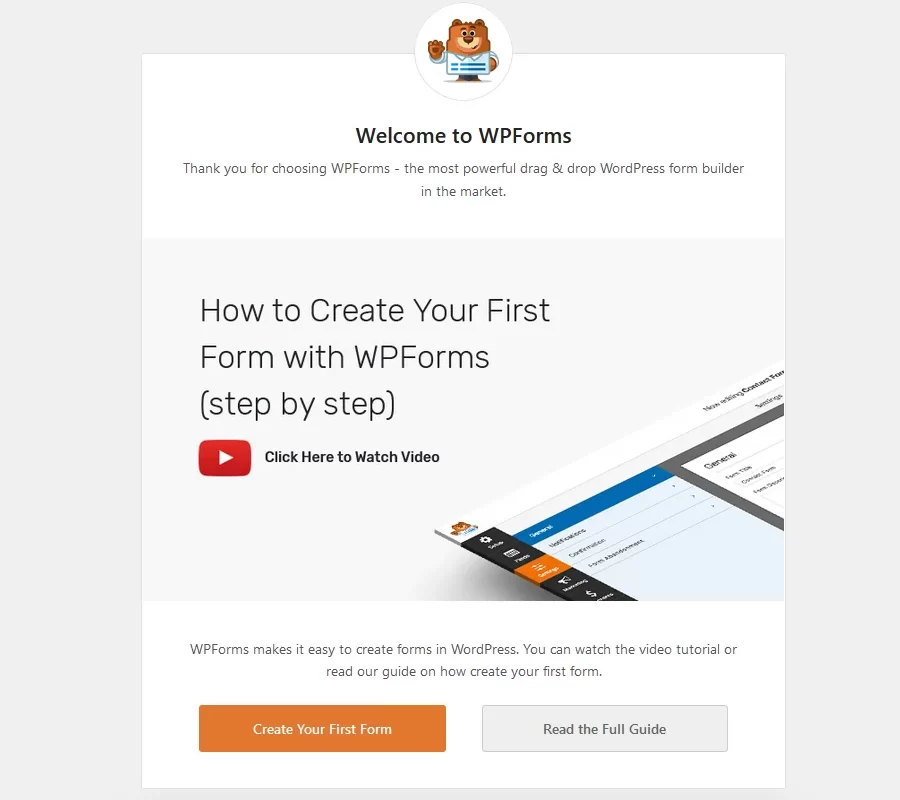 Welcome to WPForms
Thank you for choosing WPForms - the most powerful drag & drop WordPress form builder
in the market.
How to Create Your First
Form with WPForms
(step by step)
Click Here to Watch Video
Now editing Contact For
Settings
General
Form Title
Contact Form
General
Notifications
Confirmation
Form Abandonment
Setup
Fields
Settings
Marketing
WPForms makes it easy to create forms in WordPress. You can watch the video tutorial or
read our guide on how create your first form.
Create Your First Form
Read the Full Guide